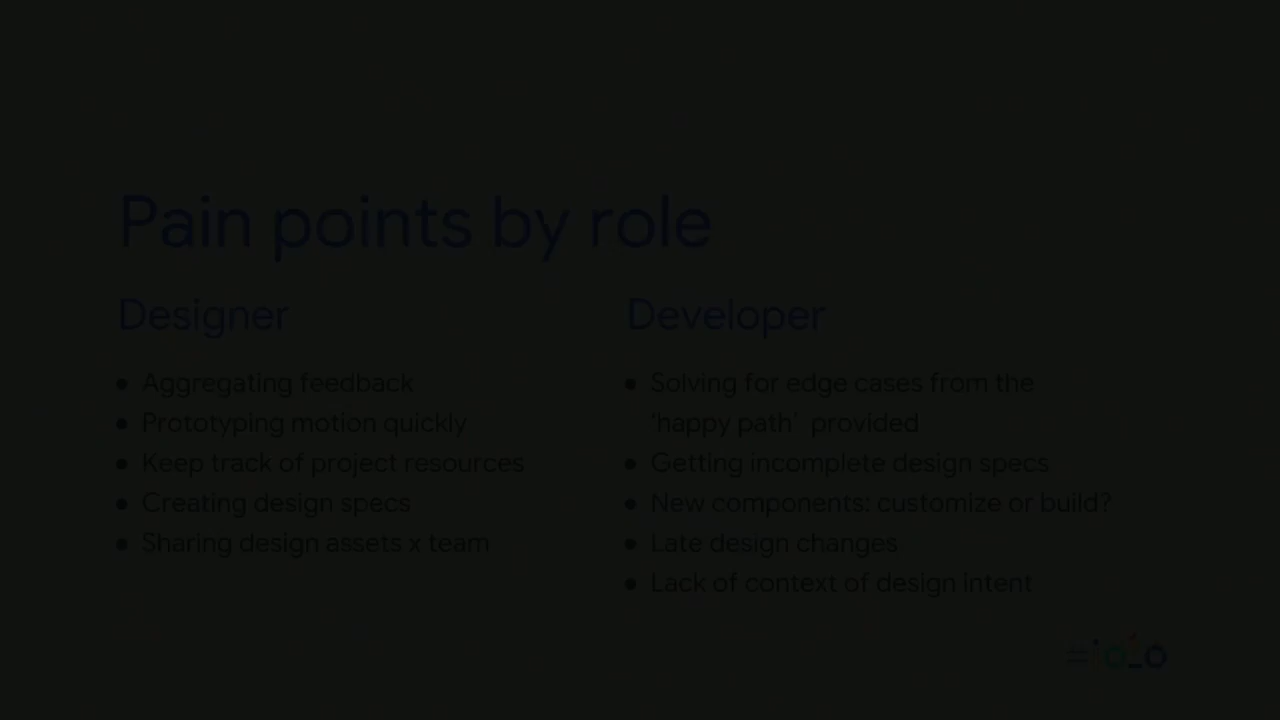 Pain points by role
Designer
• Aggregating feedback
• Prototyping motion quickly
• Keep track of project resources
• Creating design specs
• Sharing design assets x team
Developer
• Solving for edge cases from the
'happy path' provided
• Getting incomplete design specs
• New components: customize or build?
• Late design changes
• Lack of context of design intent